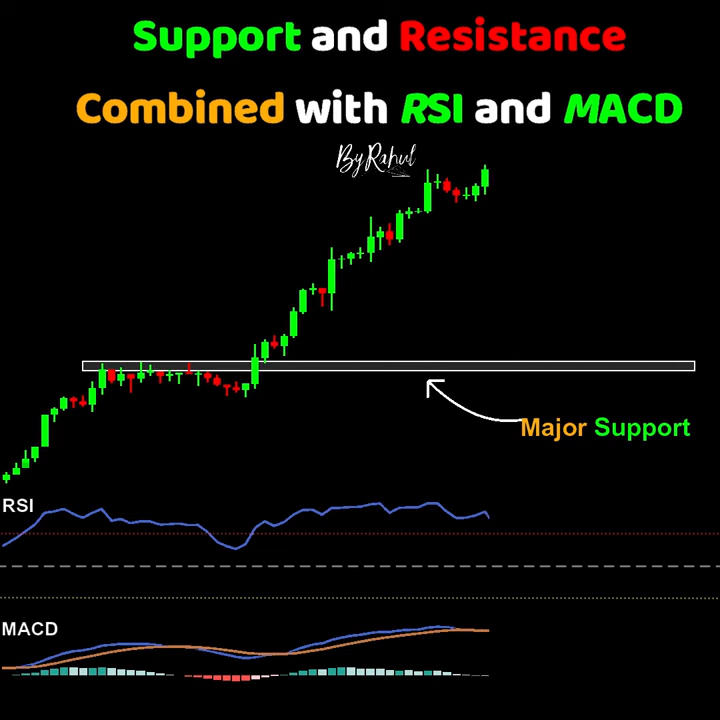 Support and Resistance
Combined with RSI and MACD
By Rahul
Major Support
RSI
MACD